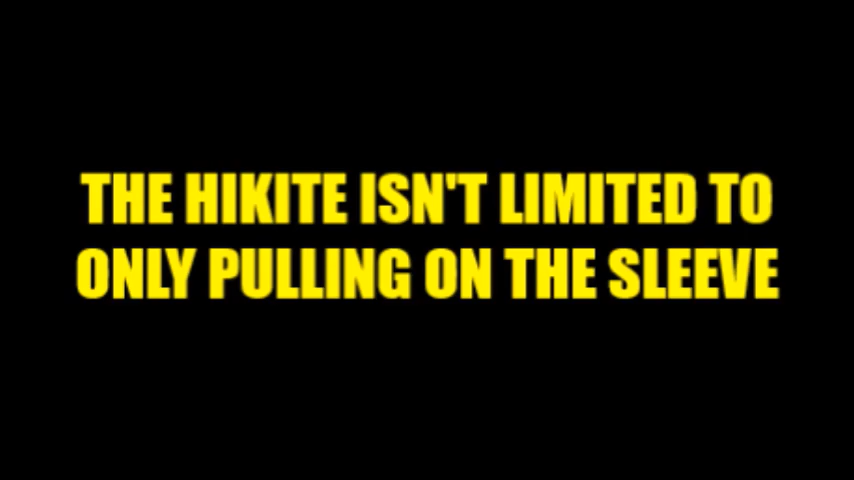 THE HIKITE ISN'T LIMITED TO
ONLY PULLING ON THE SLEEVE